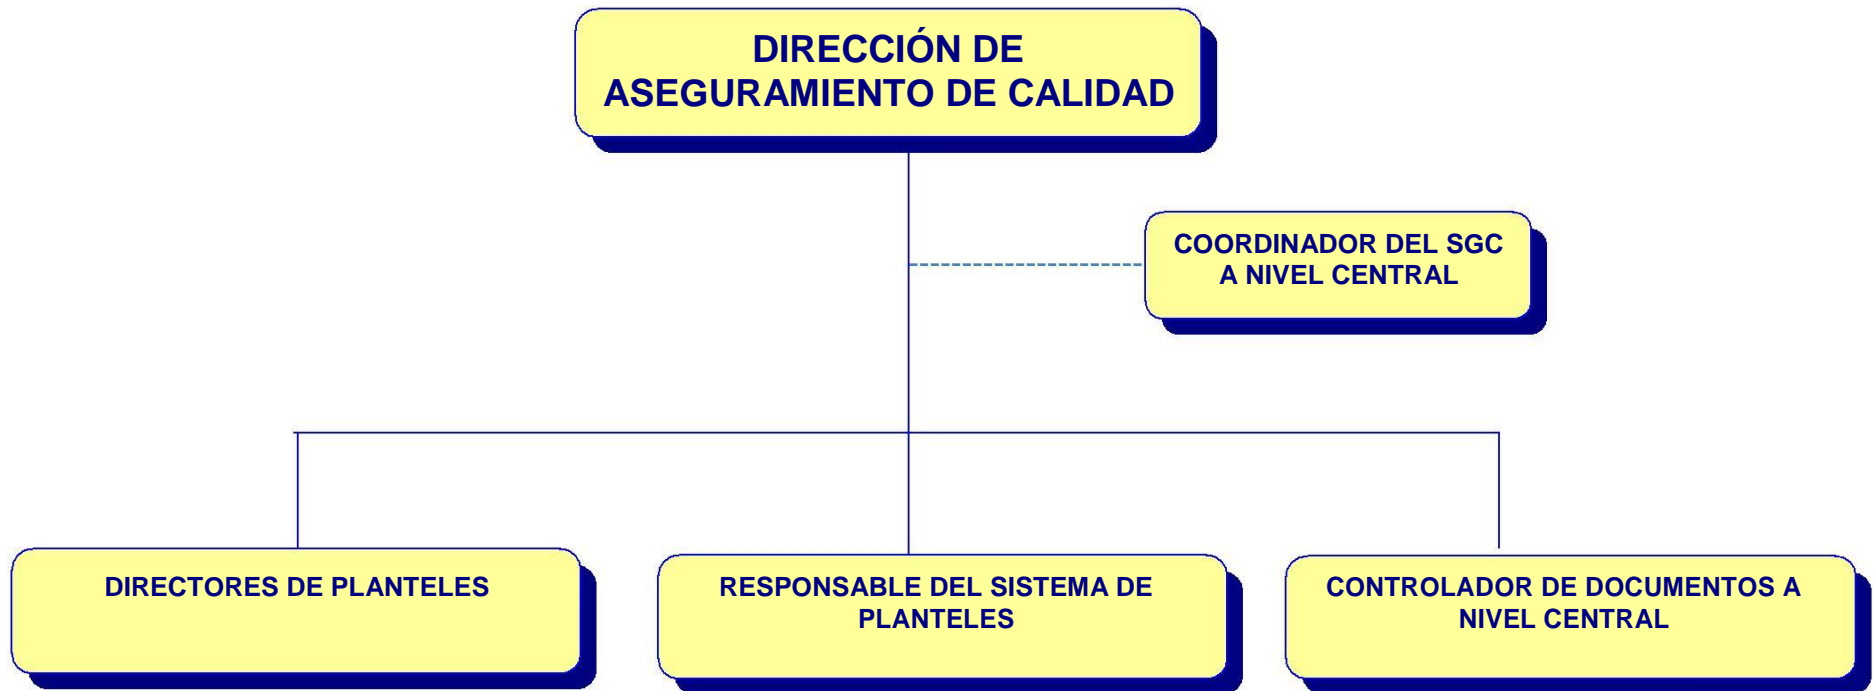 DIRECCIÓN DE
ASEGURAMIENTO DE CALIDAD
COORDINADOR DEL SGC
A NIVEL CENTRAL
DIRECTORES DE PLANTELES
RESPONSABLE DEL SISTEMA DE
PLANTELES
CONTROLADOR DE DOCUMENTOS A
NIVEL CENTRAL